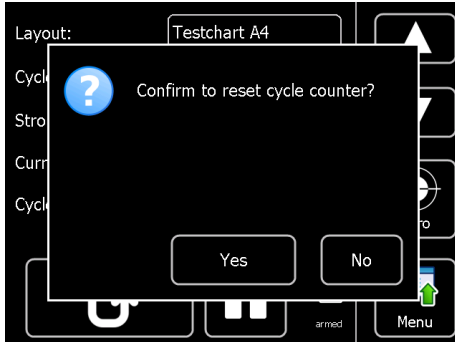 Layout: Testchart A4
Confirm to reset cycle counter?
Yes No
armed
Menu